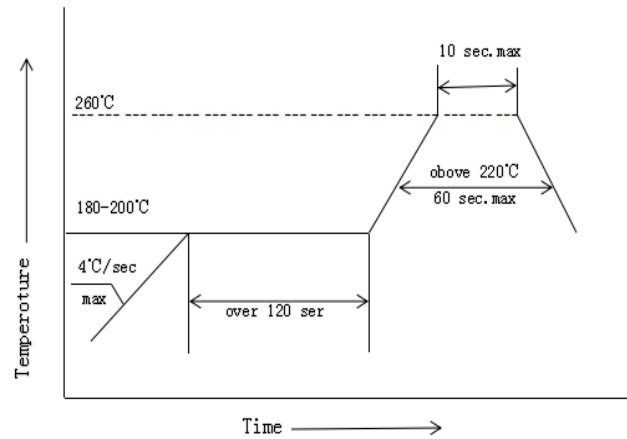 10 sec.max
260℃
obove 220℃
60 sec.max
180-200℃
4℃/sec
max
over 120 ser
Temperoture
Time